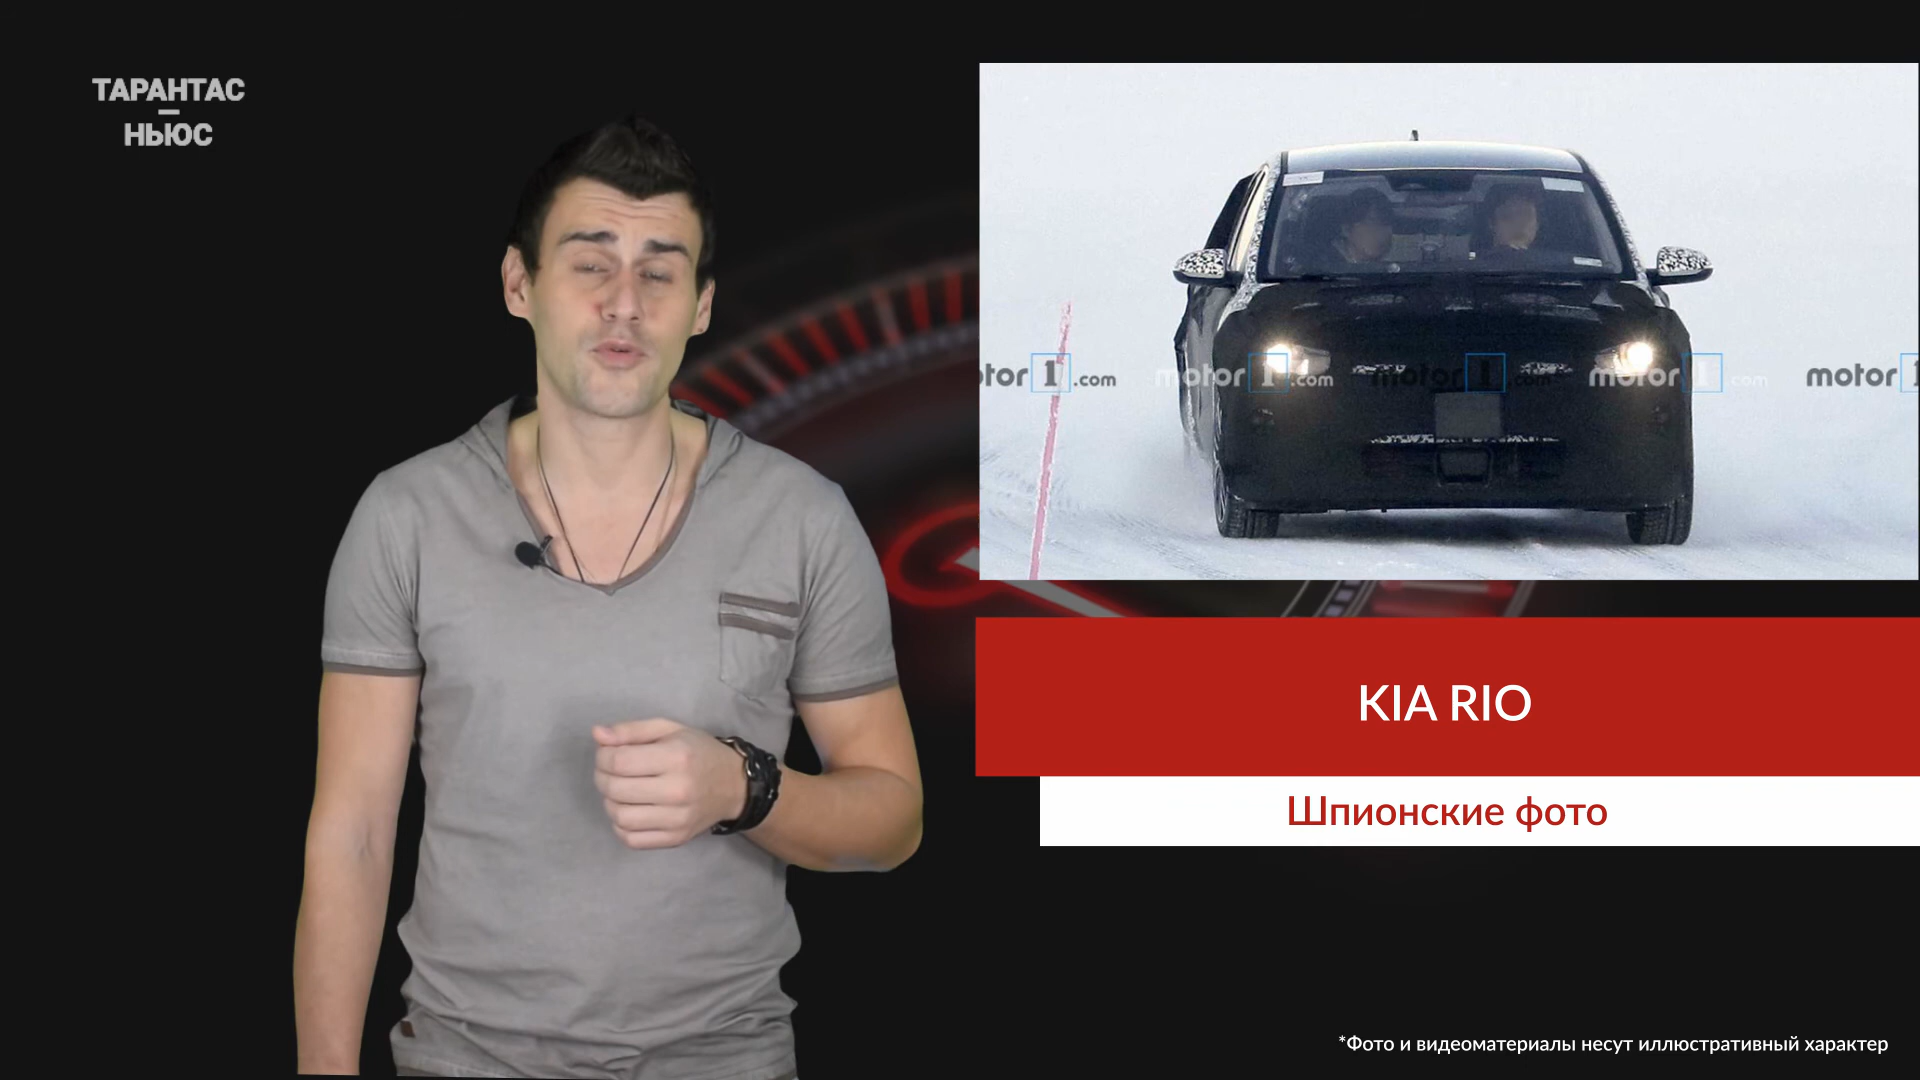 ТАРАНТАС
–
НЬЮС
motor1.com motor1.com motor1.com motor1.com motor1
KIA RIO
Шпионские фото
*Фото и видеоматериалы несут иллюстративный характер